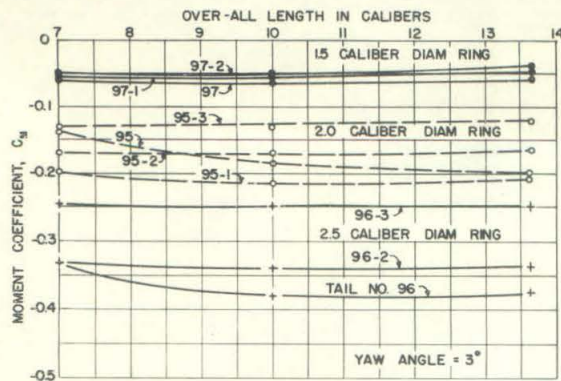 OVER-ALL LENGTH IN CALIBERS
7 8 9 10 11 12 13 14
0
-0.1
-0.2
-0.3
-0.4
-0.5
MOMENT COEFFICIENT, C_M
1.5 CALIBER DIAM RING
97-2
97-1
97
95-3
2.0 CALIBER DIAM RING
95
95-2
95-1
96-3
2.5 CALIBER DIAM RING
96-2
TAIL NO. 96
YAW ANGLE = 3°